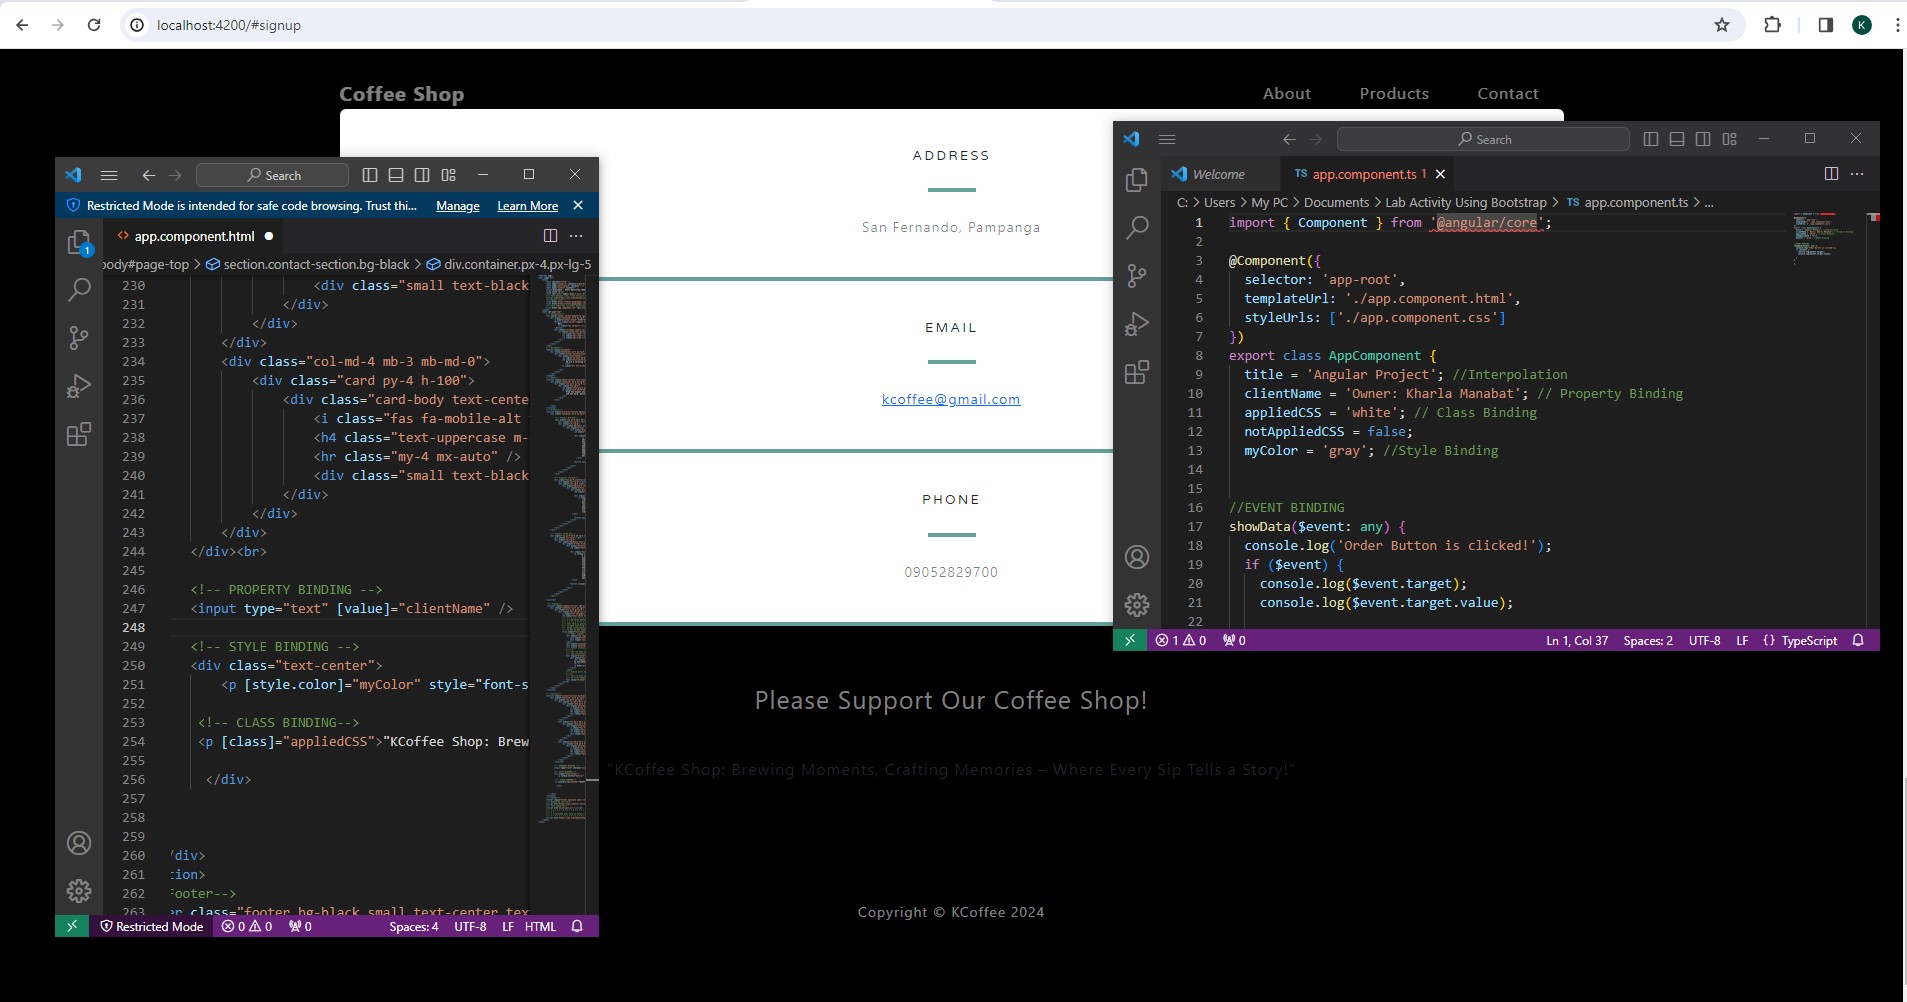 localhost:4200/#signup
K
Coffee Shop
About Products Contact
ADDRESS
San Fernando, Pampanga
EMAIL
kcoffee@gmail.com
PHONE
09052829700
Please Support Our Coffee Shop!
"KCoffee Shop: Brewing Moments, Crafting Memories – Where Every Sip Tells a Story!"
Copyright © KCoffee 2024
Search
Restricted Mode is intended for safe code browsing. Trust thi... Manage Learn More
1
<> app.component.html
body#page-top > section.contact-section.bg-black > div.container.px-4.px-lg-5
230 <div class="small text-black
231 </div>
232 </div>
233 </div>
234 <div class="col-md-4 mb-3 mb-md-0">
235 <div class="card py-4 h-100">
236 <div class="card-body text-cente
237 <i class="fas fa-mobile-alt
238 <h4 class="text-uppercase m-
239 <hr class="my-4 mx-auto" />
240 <div class="small text-black
241 </div>
242 </div>
243 </div>
244 </div><br>
245
246 <!-- PROPERTY BINDING -->
247 <input type="text" [value]="clientName" />
248
249 <!-- STYLE BINDING -->
250 <div class="text-center">
251 <p [style.color]="myColor" style="font-s
252
253 <!-- CLASS BINDING-->
254 <p [class]="appliedCSS">"KCoffee Shop: Brew
255
256 </div>
257
258
259
260 /div>
261 tion>
262 Footer-->
263 er class="footer bg-black small text-center tex
Restricted Mode 0 0 0 Spaces: 4 UTF-8 LF HTML
Search
Welcome TS app.component.ts 1
C: > Users > My PC > Documents > Lab Activity Using Bootstrap > TS app.component.ts > ...
1 import { Component } from '@angular/core';
2
3 @Component({
4 selector: 'app-root',
5 templateUrl: './app.component.html',
6 styleUrls: ['./app.component.css']
7 })
8 export class AppComponent {
9 title = 'Angular Project'; //Interpolation
10 clientName = 'Owner: Kharla Manabat'; // Property Binding
11 appliedCSS = 'white'; // Class Binding
12 notAppliedCSS = false;
13 myColor = 'gray'; //Style Binding
14
15
16 //EVENT BINDING
17 showData($event: any) {
18 console.log('Order Button is clicked!');
19 if ($event) {
20 console.log($event.target);
21 console.log($event.target.value);
22
1 0 0 Ln 1, Col 37 Spaces: 2 UTF-8 LF {} TypeScript